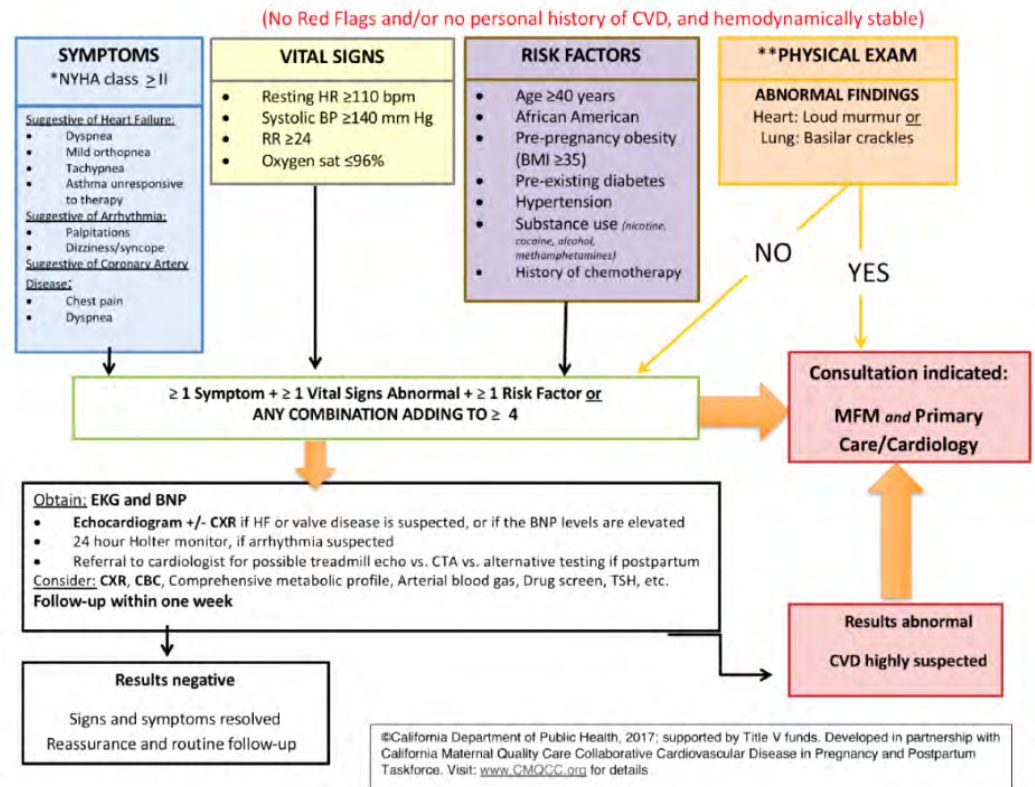 (No Red Flags and/or no personal history of CVD, and hemodynamically stable)
SYMPTOMS
*NYHA class ≥ II
Suggestive of Heart Failure:
• Dyspnea
• Mild orthopnea
• Tachypnea
• Asthma unresponsive
to therapy
Suggestive of Arrhythmia:
• Palpitations
• Dizziness/syncope
Suggestive of Coronary Artery
Disease:
• Chest pain
• Dyspnea
VITAL SIGNS
• Resting HR ≥110 bpm
• Systolic BP ≥140 mm Hg
• RR ≥24
• Oxygen sat ≤96%
RISK FACTORS
• Age ≥40 years
• African American
• Pre-pregnancy obesity
(BMI ≥35)
• Pre-existing diabetes
• Hypertension
• Substance use (nicotine,
cocaine, alcohol,
methamphetamines)
• History of chemotherapy
**PHYSICAL EXAM
ABNORMAL FINDINGS
Heart: Loud murmur or
Lung: Basilar crackles
NO
YES
≥ 1 Symptom + ≥ 1 Vital Signs Abnormal + ≥ 1 Risk Factor or
ANY COMBINATION ADDING TO ≥ 4
Consultation indicated:
MFM and Primary
Care/Cardiology
Obtain: EKG and BNP
• Echocardiogram +/- CXR if HF or valve disease is suspected, or if the BNP levels are elevated
• 24 hour Holter monitor, if arrhythmia suspected
• Referral to cardiologist for possible treadmill echo vs. CTA vs. alternative testing if postpartum
Consider: CXR, CBC, Comprehensive metabolic profile, Arterial blood gas, Drug screen, TSH, etc.
Follow-up within one week
Results abnormal
CVD highly suspected
Results negative
Signs and symptoms resolved
Reassurance and routine follow-up
©California Department of Public Health, 2017; supported by Title V funds. Developed in partnership with
California Maternal Quality Care Collaborative Cardiovascular Disease in Pregnancy and Postpartum
Taskforce. Visit: www.CMQCC.org for details